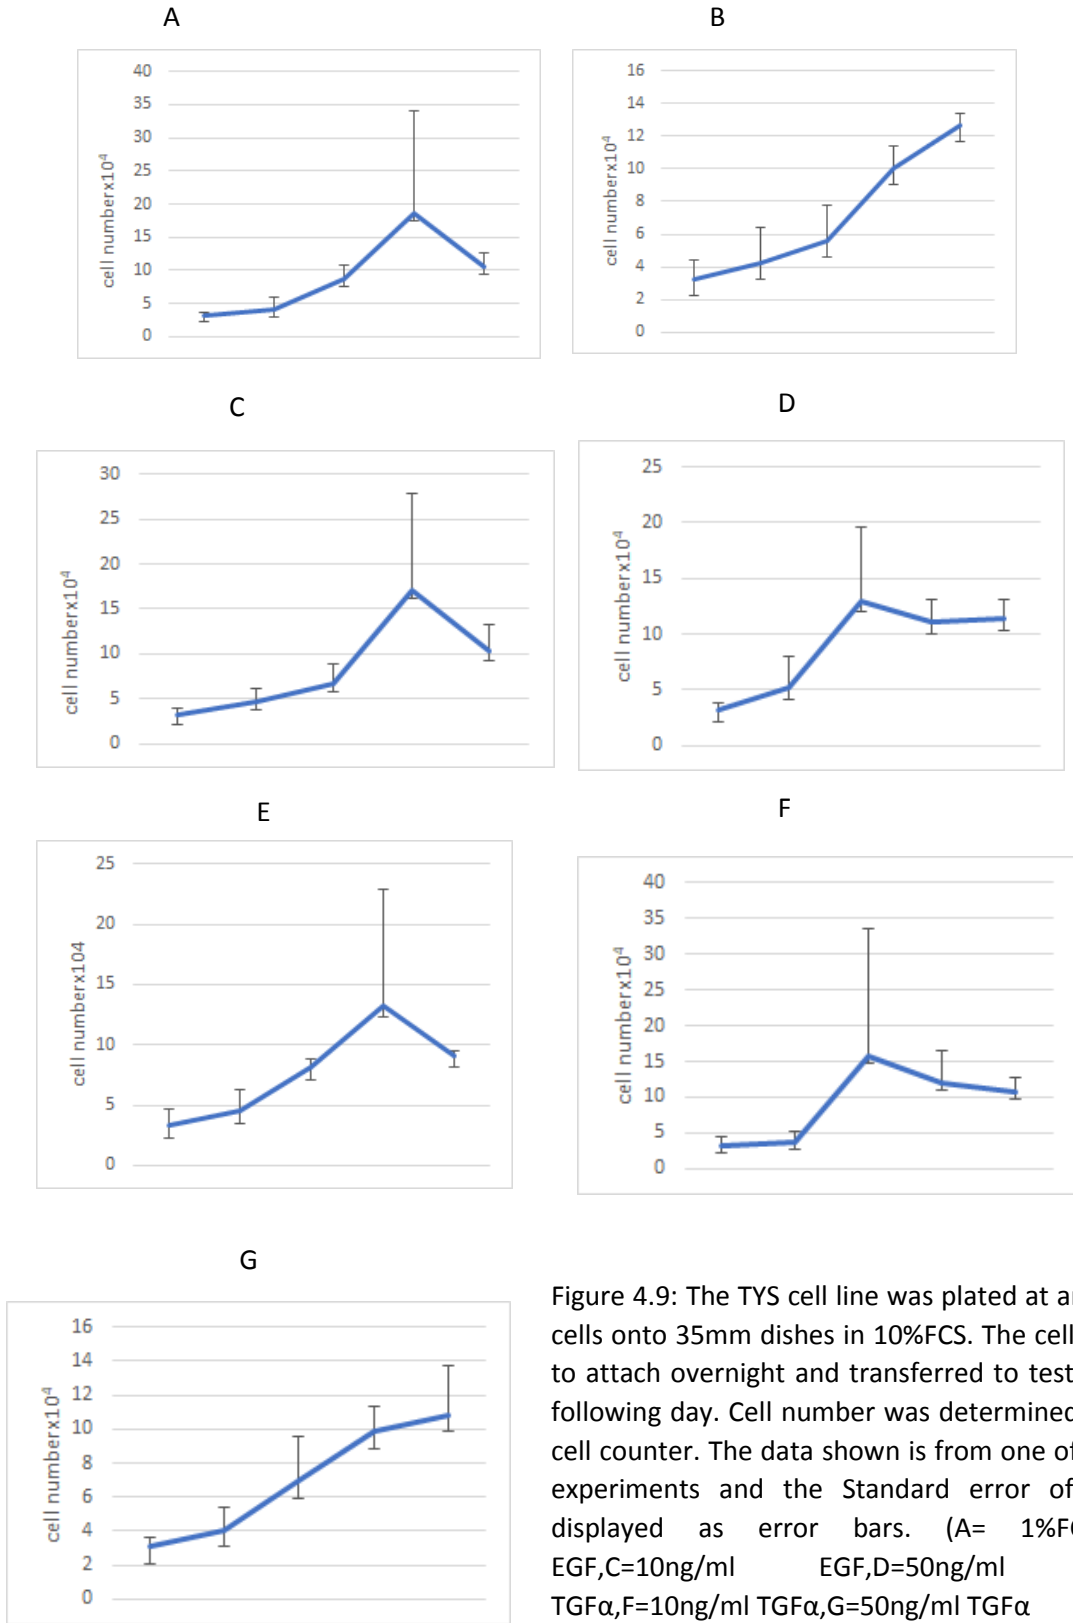 A
B
40
35
30
25
20
15
10
5
0
cell numberx10⁴
16
14
12
10
8
6
4
2
0
cell numberx10⁴
C
D
30
25
20
15
10
5
0
cell numberx10⁴
25
20
15
10
5
0
cell numberx10⁴
E
F
25
20
15
10
5
0
cell numberx104
40
35
30
25
20
15
10
5
0
cell numberx10⁴
G
16
14
12
10
8
6
4
2
0
cell numberx10⁴
Figure 4.9: The TYS cell line was plated at
cells onto 35mm dishes in 10%FCS. The cell
to attach overnight and transferred to test
following day. Cell number was determined
cell counter. The data shown is from one of
experiments and the Standard error of
displayed as error bars. (A= 1%FC
EGF,C=10ng/ml EGF,D=50ng/ml
TGFα,F=10ng/ml TGFα,G=50ng/ml TGFα